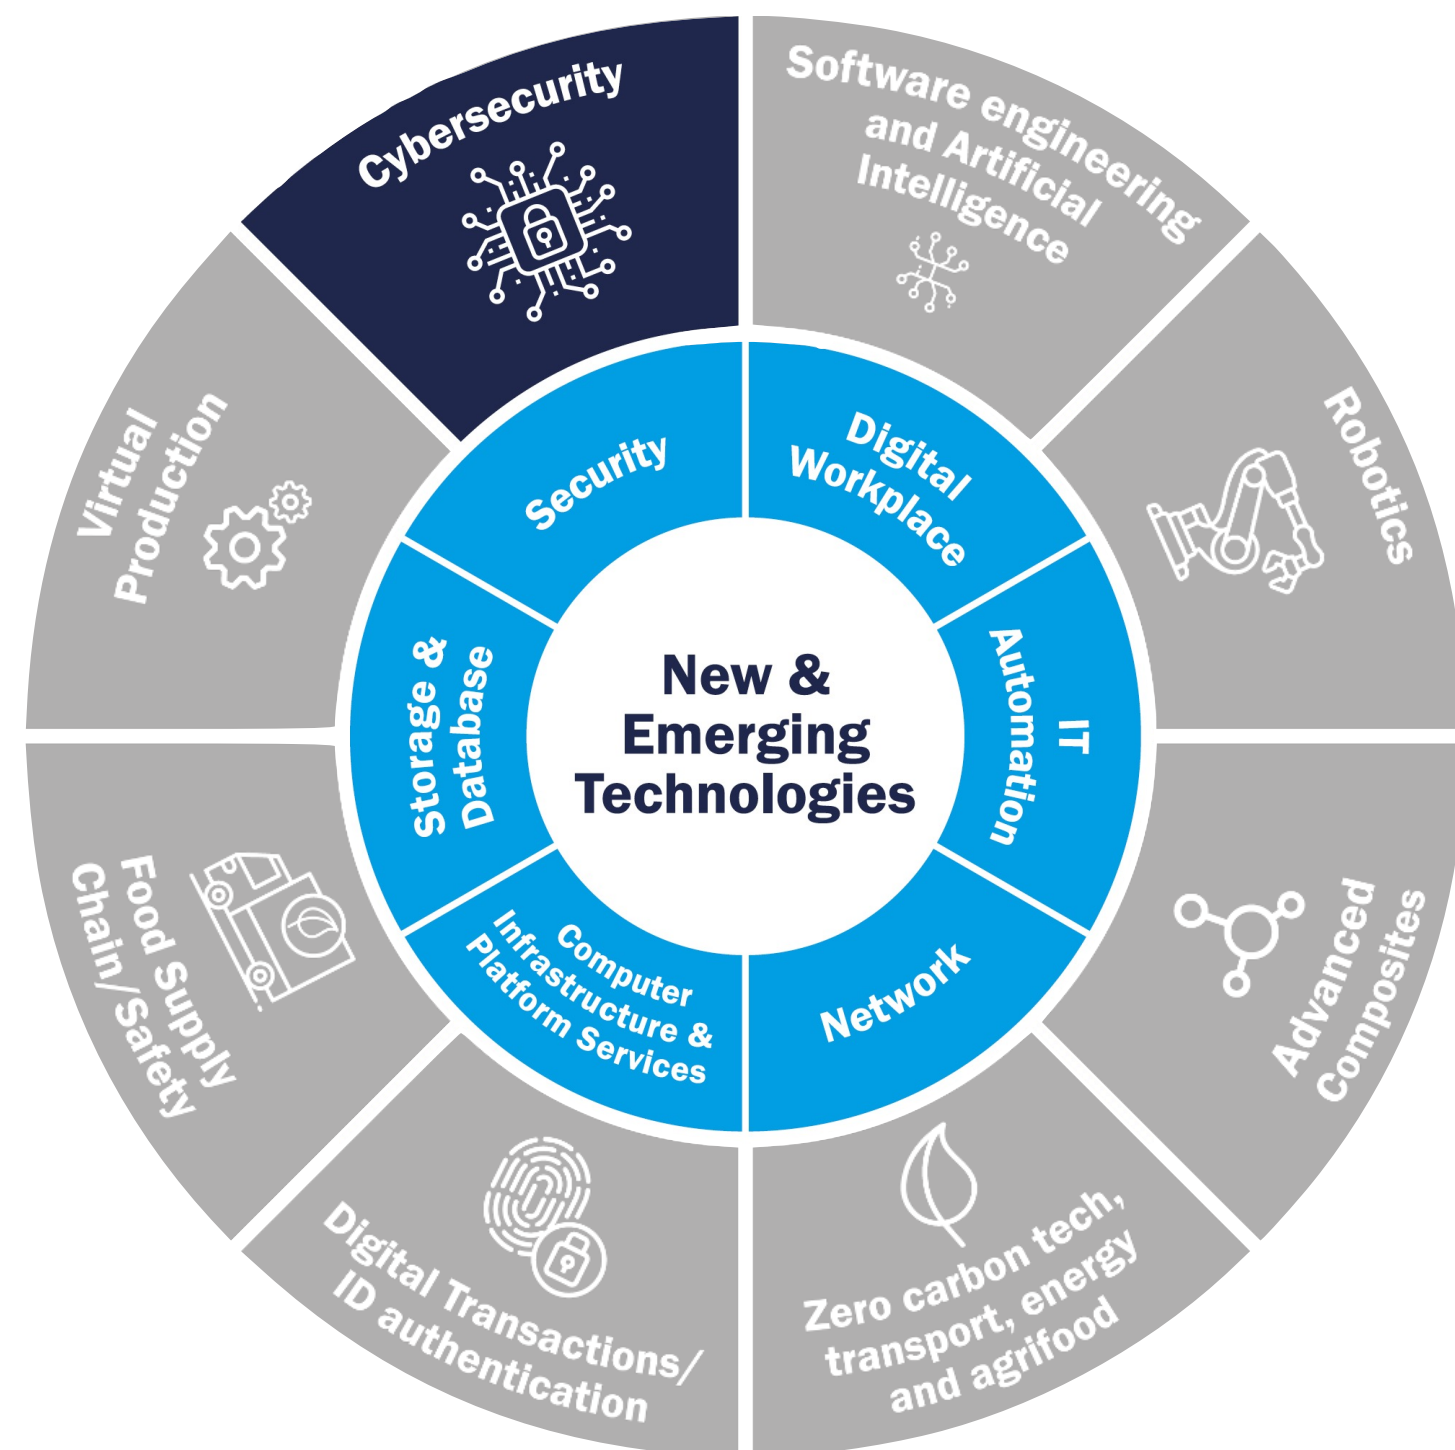 Cybersecurity
Software engineering
and Artificial
Intelligence
Robotics
Advanced
Composites
Zero carbon tech,
transport, energy
and agrifood
Digital Transactions/
ID authentication
Food Supply
Chain/Safety
Virtual
Production
Security
Digital
Workplace
IT
Automation
Network
Computer
Infrastructure &
Platform Services
Storage &
Database
New &
Emerging
Technologies